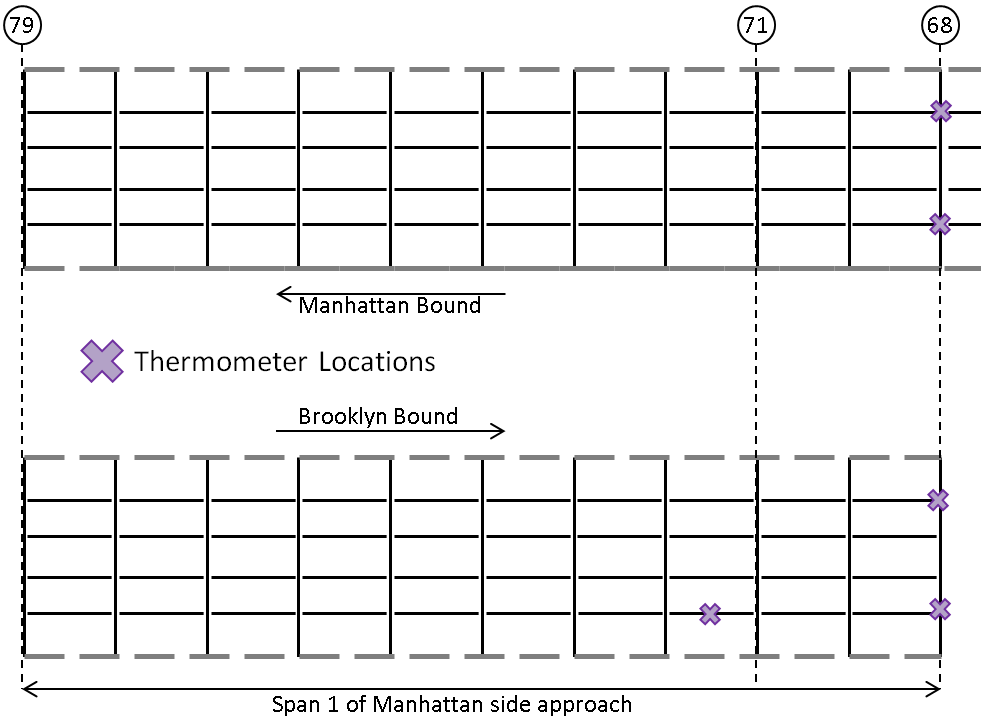 79
71
68
Manhattan Bound
Thermometer Locations
Brooklyn Bound
Span 1 of Manhattan side approach